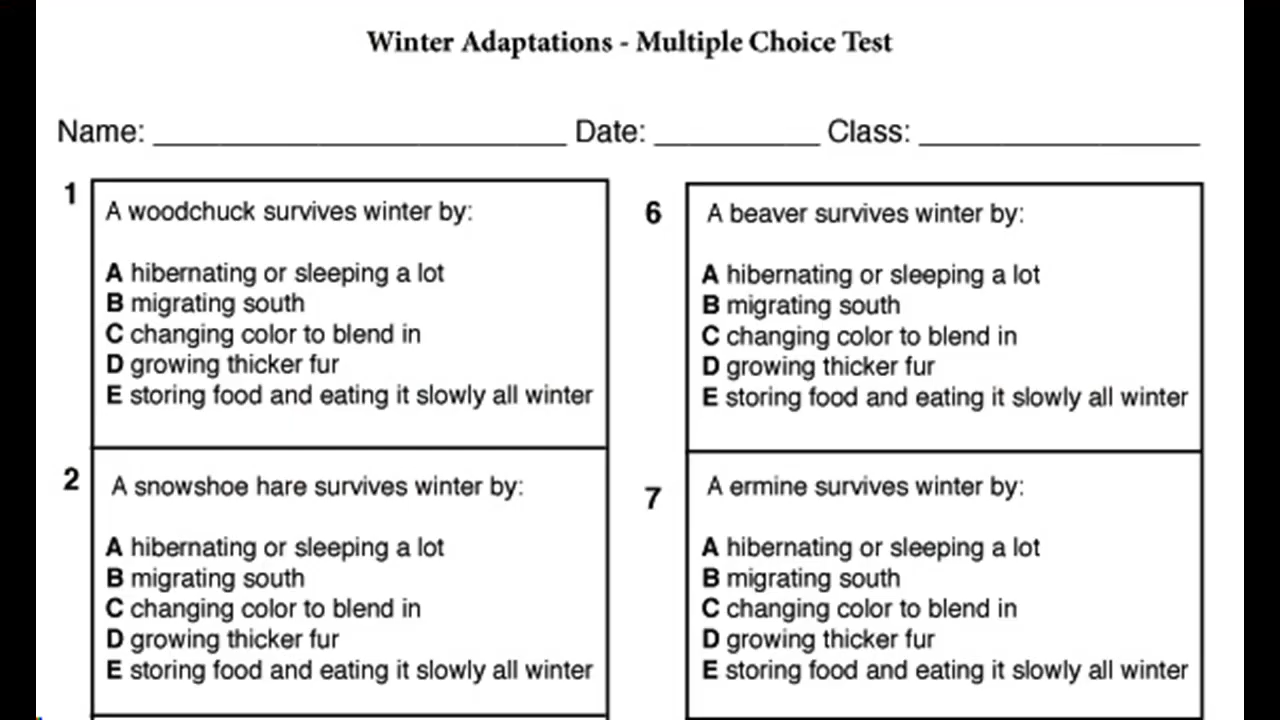 Winter Adaptations - Multiple Choice Test
Name: _________________________ Date: __________ Class: _________________
1
A woodchuck survives winter by:
A hibernating or sleeping a lot
B migrating south
C changing color to blend in
D growing thicker fur
E storing food and eating it slowly all winter
2
A snowshoe hare survives winter by:
A hibernating or sleeping a lot
B migrating south
C changing color to blend in
D growing thicker fur
E storing food and eating it slowly all winter
6
A beaver survives winter by:
A hibernating or sleeping a lot
B migrating south
C changing color to blend in
D growing thicker fur
E storing food and eating it slowly all winter
7
A ermine survives winter by:
A hibernating or sleeping a lot
B migrating south
C changing color to blend in
D growing thicker fur
E storing food and eating it slowly all winter